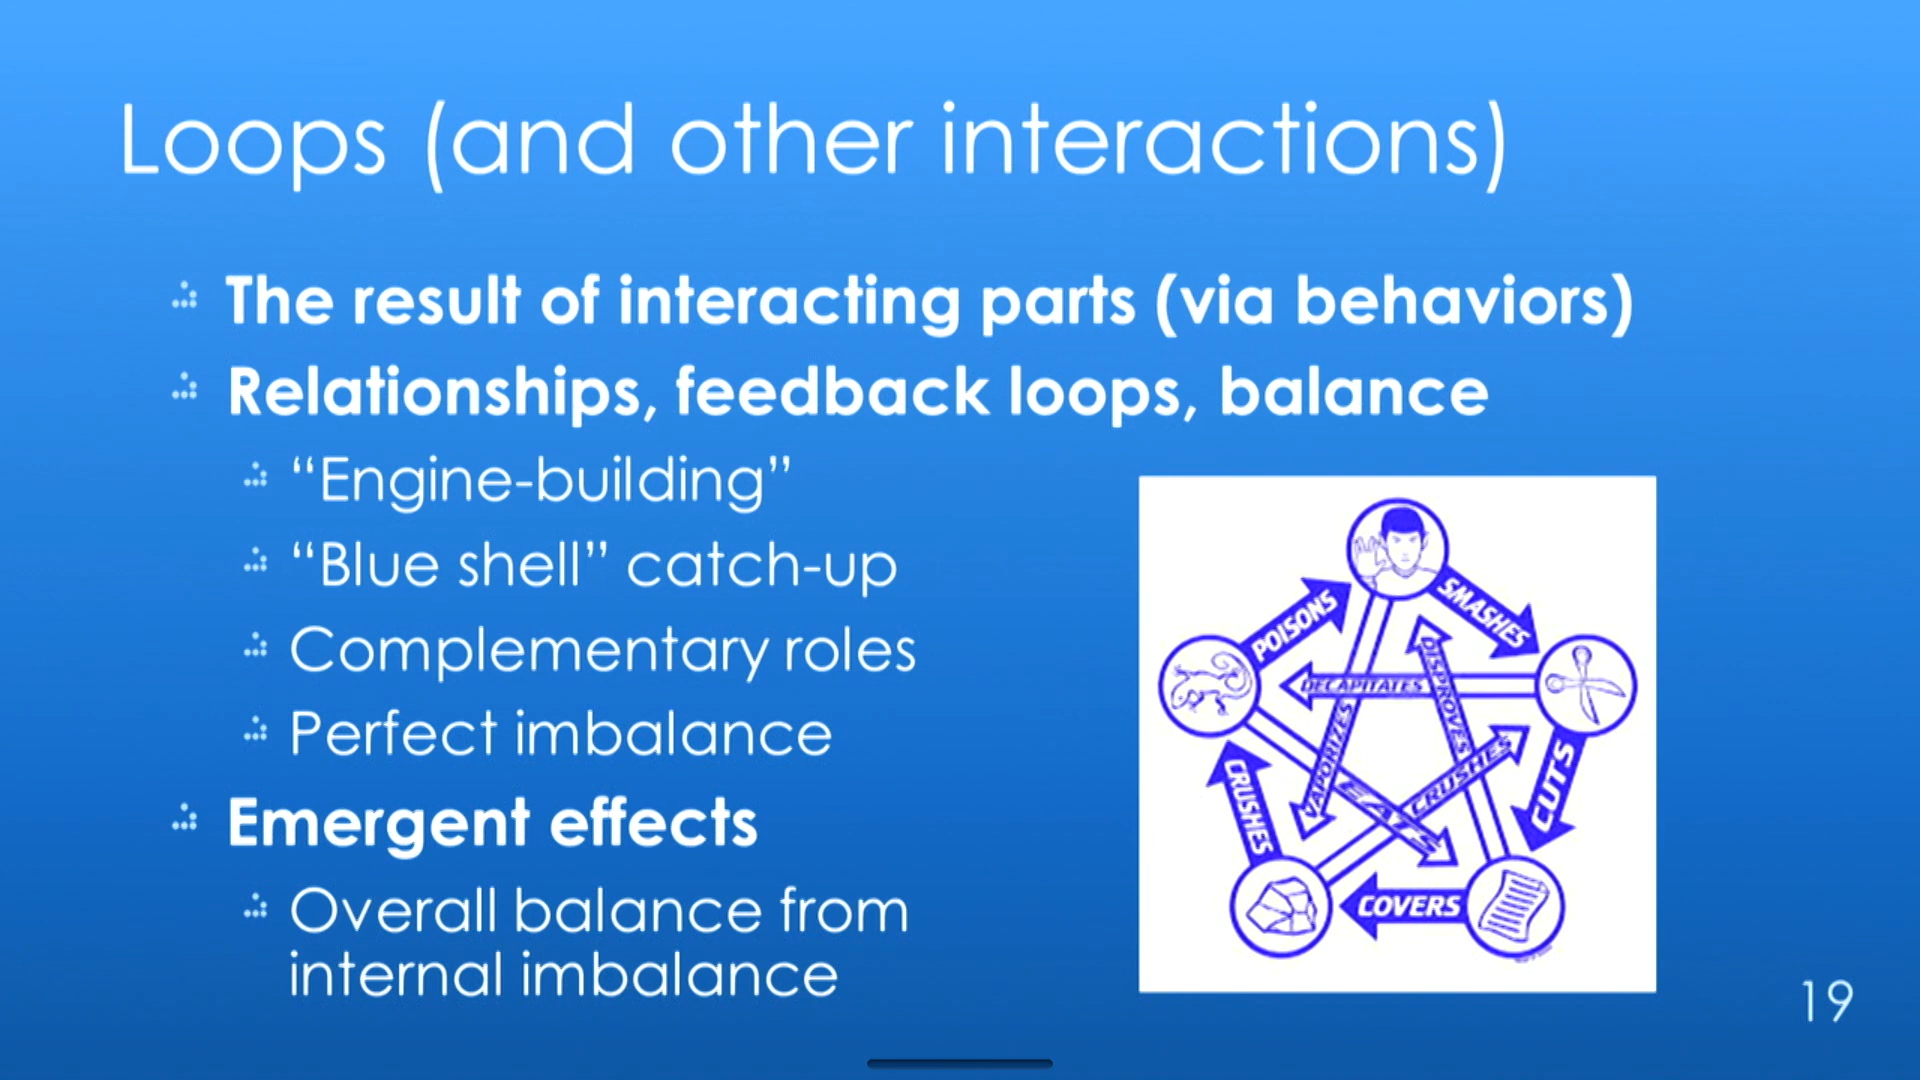 Loops (and other interactions)
The result of interacting parts (via behaviors)
Relationships, feedback loops, balance
“Engine-building”
“Blue shell” catch-up
Complementary roles
Perfect imbalance
Emergent effects
Overall balance from
internal imbalance
POISONS
SMASHES
DECAPITATES
DISPROVES
VAPORIZES
CRUSHES
EATS
CUTS
CRUSHES
COVERS
19